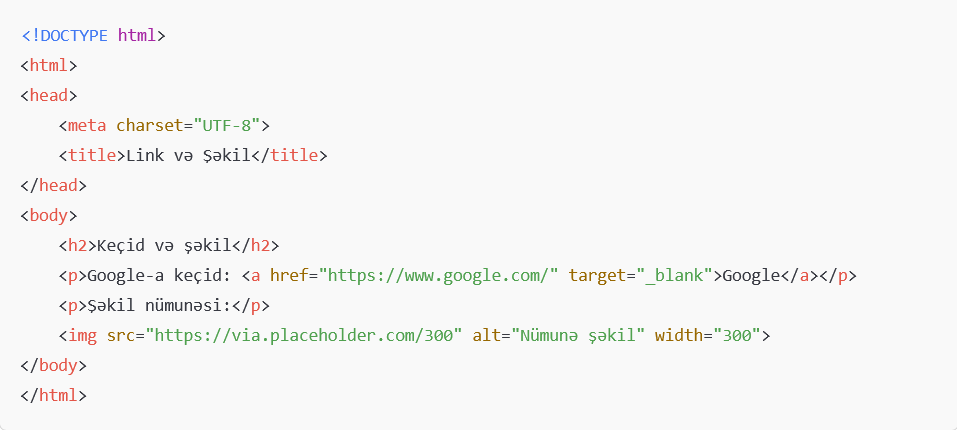 <!DOCTYPE html>
<html>
<head>
    <meta charset="UTF-8">
    <title>Link və Şəkil</title>
</head>
<body>
    <h2>Keçid və şəkil</h2>
    <p>Google-a keçid: <a href="https://www.google.com/" target="_blank">Google</a></p>
    <p>Şəkil nümunəsi:</p>
    <img src="https://via.placeholder.com/300" alt="Nümunə şəkil" width="300">
</body>
</html>